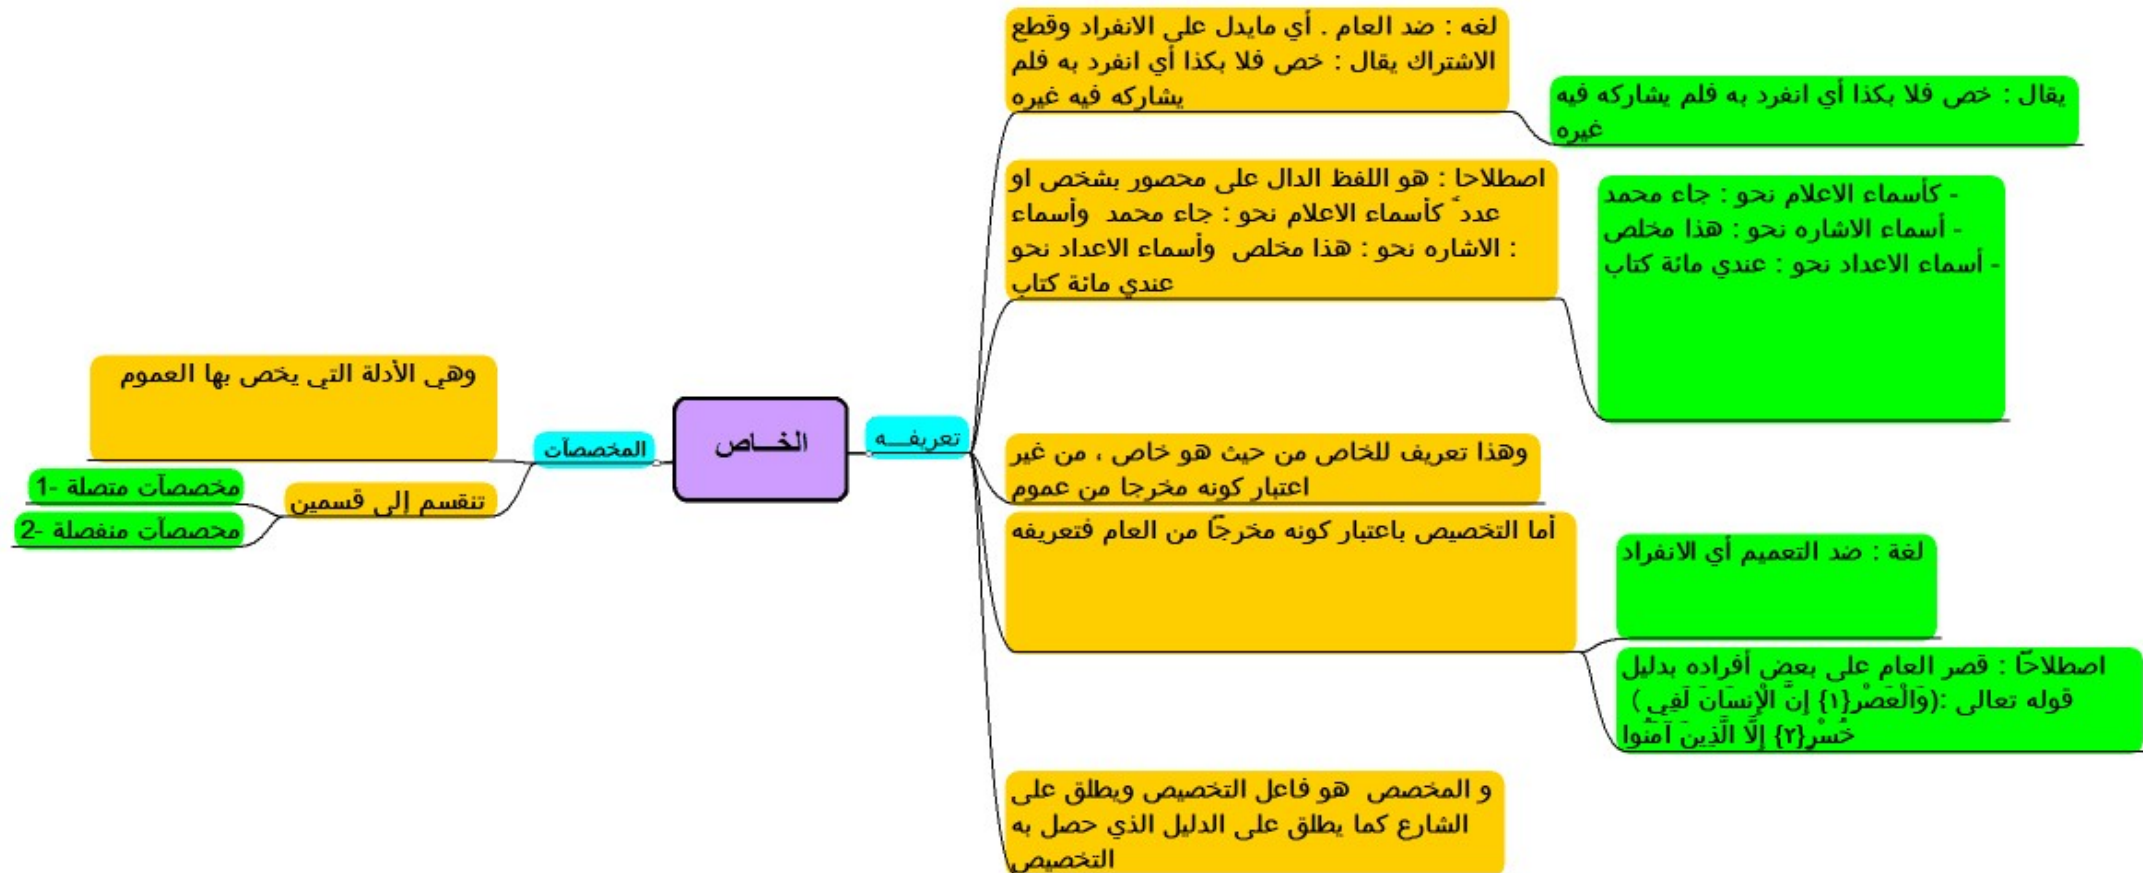 الخـــاص
تعريفـــه
لغه : ضد العام . أي مايدل على الانفراد وقطع
الاشتراك يقال : خص فلا بكذا أي انفرد به فلم
يشاركه فيه غيره
يقال : خص فلا بكذا أي انفرد به فلم يشاركه فيه
غيره
اصطلاحا : هو اللفظ الدال على محصور بشخص او
عددً كأسماء الاعلام نحو : جاء محمد وأسماء
الاشاره نحو : هذا مخلص وأسماء الاعداد نحو :
عندي مائة كتاب
- كأسماء الاعلام نحو : جاء محمد
- أسماء الاشاره نحو : هذا مخلص
- أسماء الاعداد نحو : عندي مائة كتاب
وهذا تعريف للخاص من حيث هو خاص ، من غير
اعتبار كونه مخرجا من عموم
أما التخصيص باعتبار كونه مخرجًا من العام فتعريفه
لغة : ضد التعميم أي الانفراد
اصطلاحًا : قصر العام على بعض أفراده بدليل
قوله تعالى :(وَالْعَصْرِ{١} إِنَّ الْإِنسَانَ لَفِي )
خُسْرٍ{٢} إِلَّا الَّذِينَ آمَنُوا
و المخصص هو فاعل التخصيص ويطلق على
الشارع كما يطلق على الدليل الذي حصل به
التخصيص
المخصصآت
وهي الأدلة التي يخص بها العموم
تنقسم إلى قسمين
1- مخصصآت متصلة
2- محصصآت منفصلة